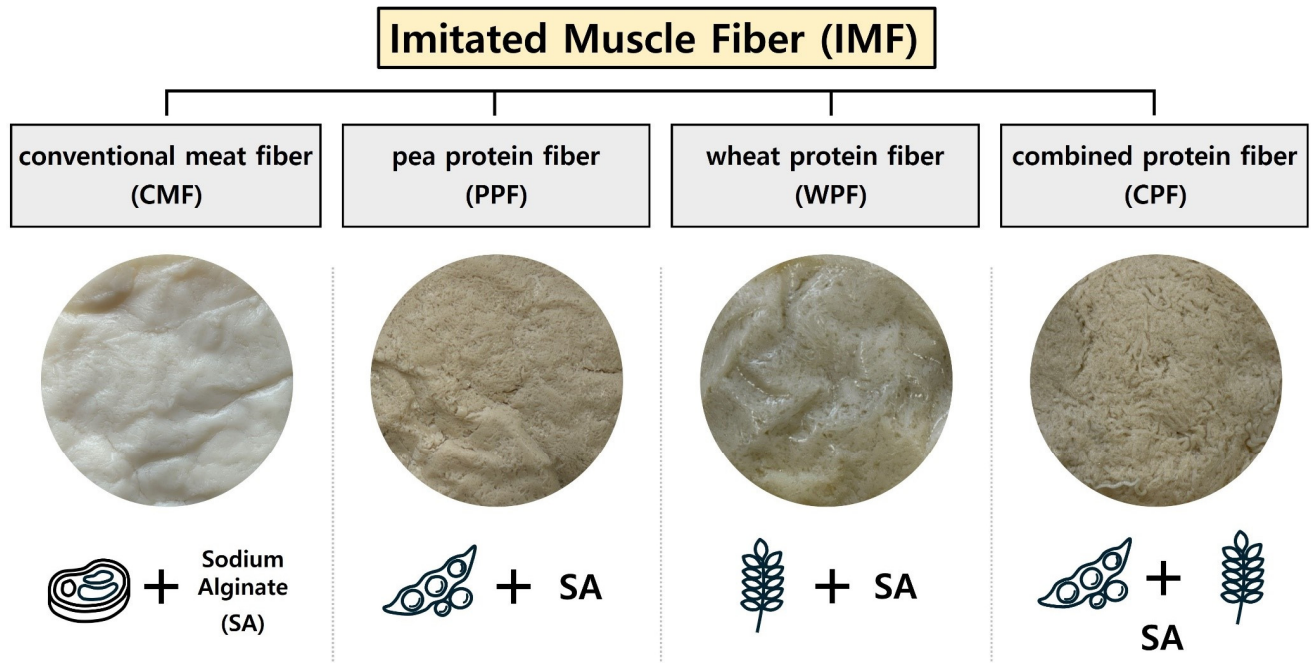 Imitated Muscle Fiber (IMF)
conventional meat fiber
(CMF)
pea protein fiber
(PPF)
wheat protein fiber
(WPF)
combined protein fiber
(CPF)
+ Sodium
Alginate
(SA)
+ SA
+ SA
+
SA